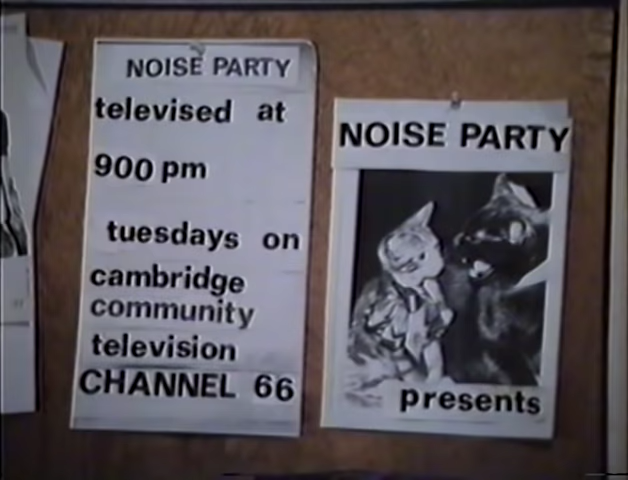 NOISE PARTY
televised at
900 pm
tuesdays on
cambridge
community
television
CHANNEL 66
NOISE PARTY
presents